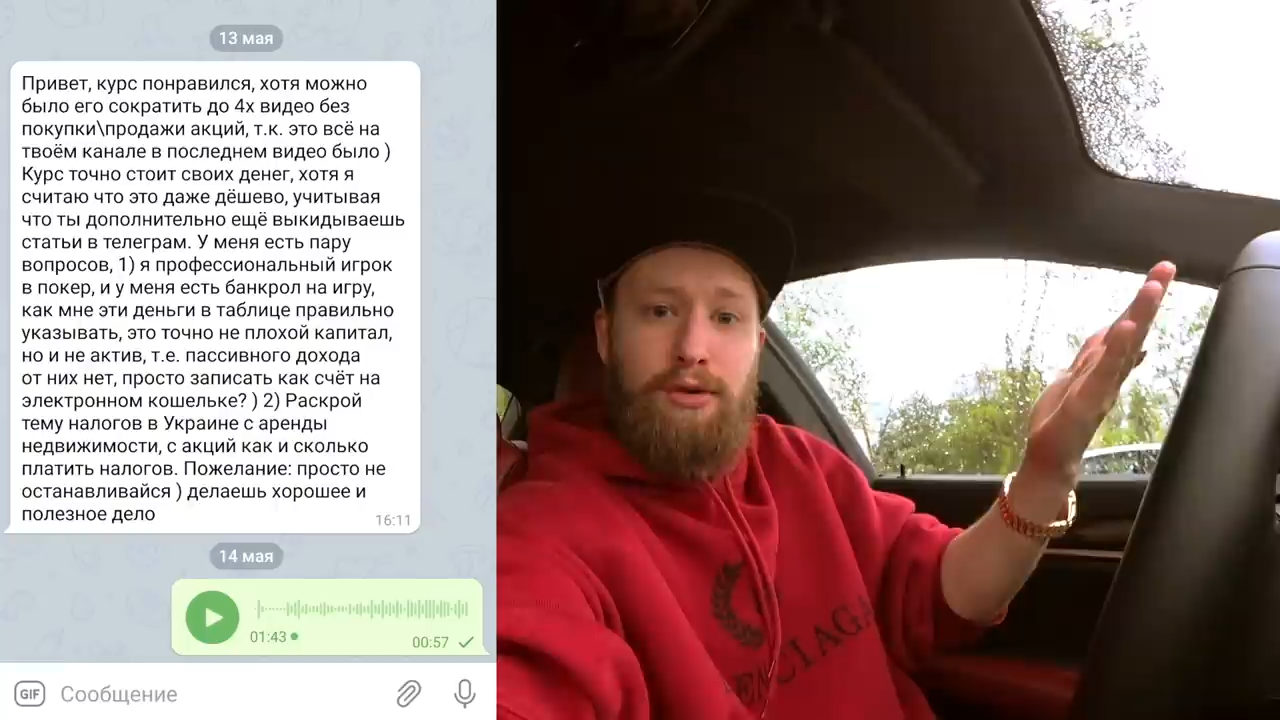 13 мая
Привет, курс понравился, хотя можно
было его сократить до 4х видео без
покупки\продажи акций, т.к. это всё на
твоём канале в последнем видео было )
Курс точно стоит своих денег, хотя я
считаю что это даже дёшево, учитывая
что ты дополнительно ещё выкидываешь
статьи в телеграм. У меня есть пару
вопросов, 1) я профессиональный игрок
в покер, и у меня есть банкрол на игру,
как мне эти деньги в таблице правильно
указывать, это точно не плохой капитал,
но и не актив, т.е. пассивного дохода
от них нет, просто записать как счёт на
электронном кошельке? ) 2) Раскрой
тему налогов в Украине с аренды
недвижимости, с акций как и сколько
платить налогов. Пожелание: просто не
останавливайся ) делаешь хорошее и
полезное дело
16:11
14 мая
01:43
00:57
GIF
Сообщение